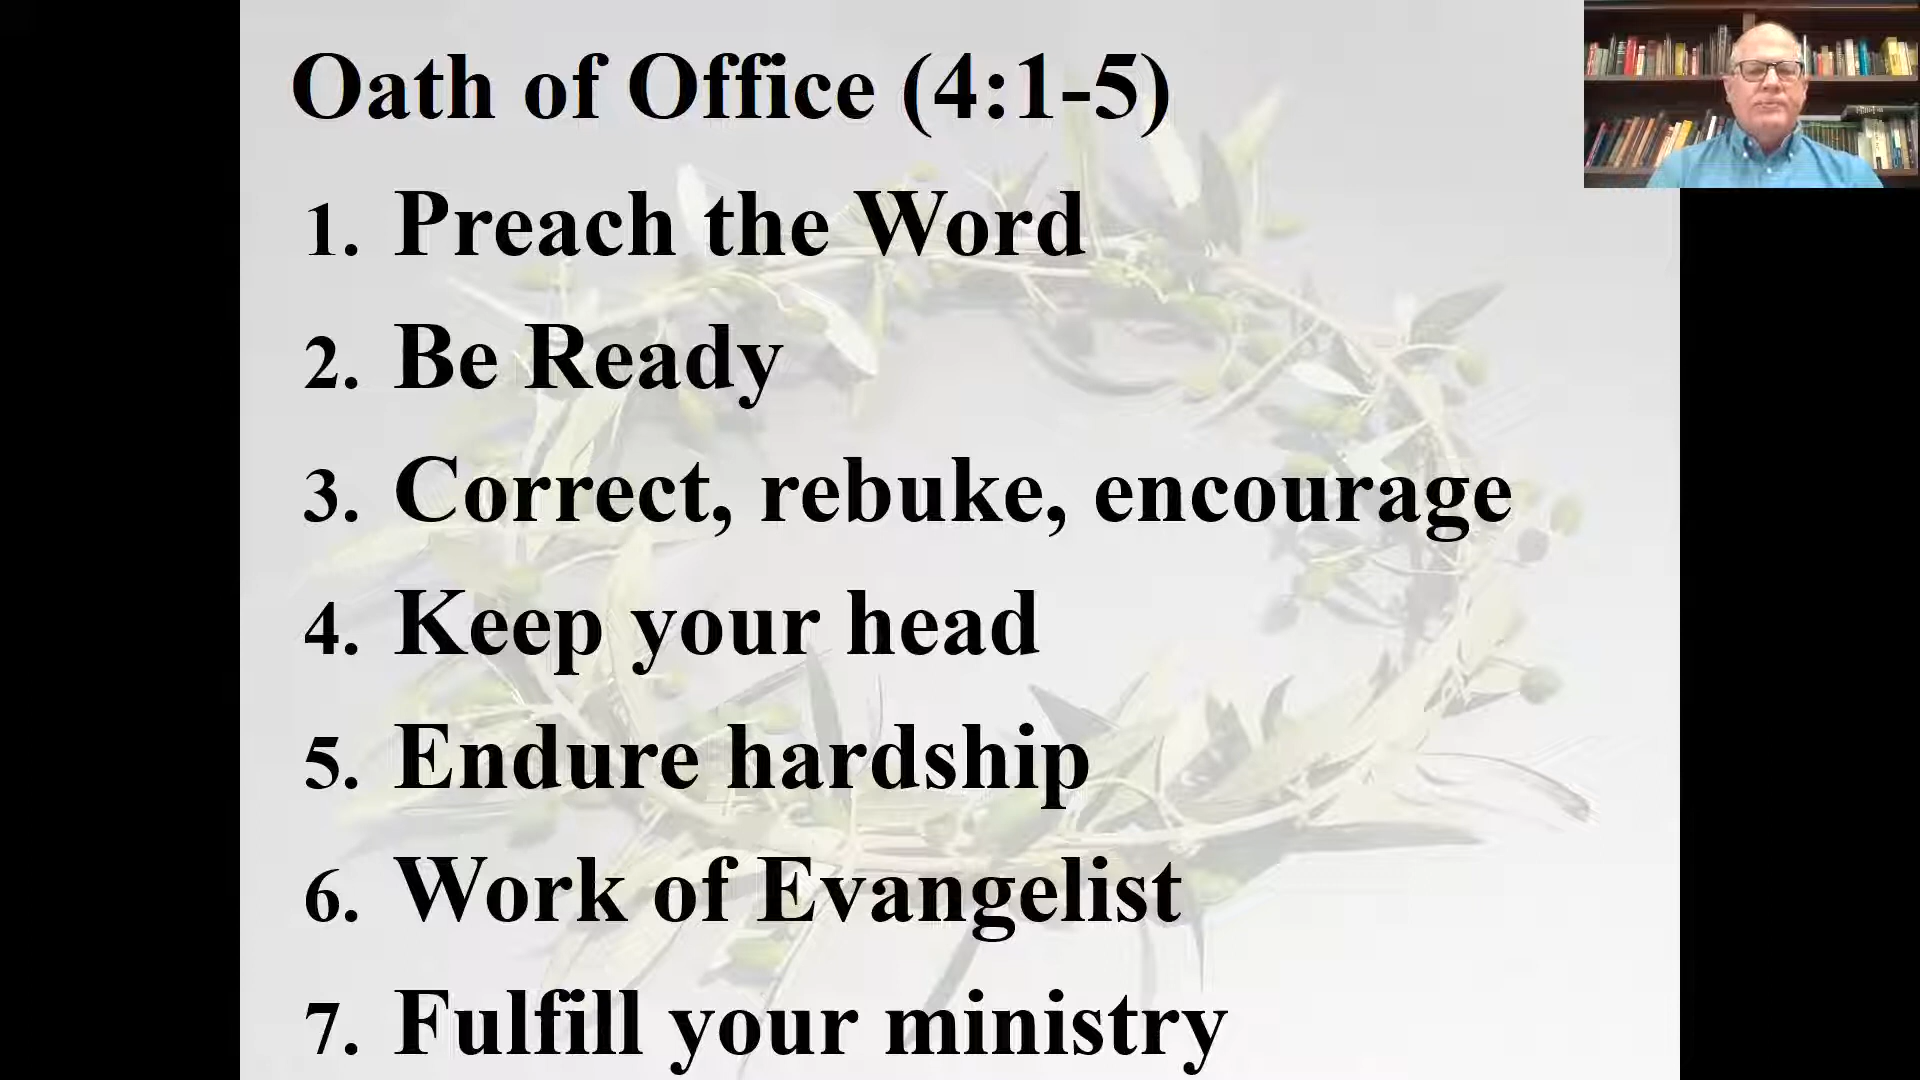 Oath of Office (4:1-5)
1. Preach the Word
2. Be Ready
3. Correct, rebuke, encourage
4. Keep your head
5. Endure hardship
6. Work of Evangelist
7. Fulfill your ministry